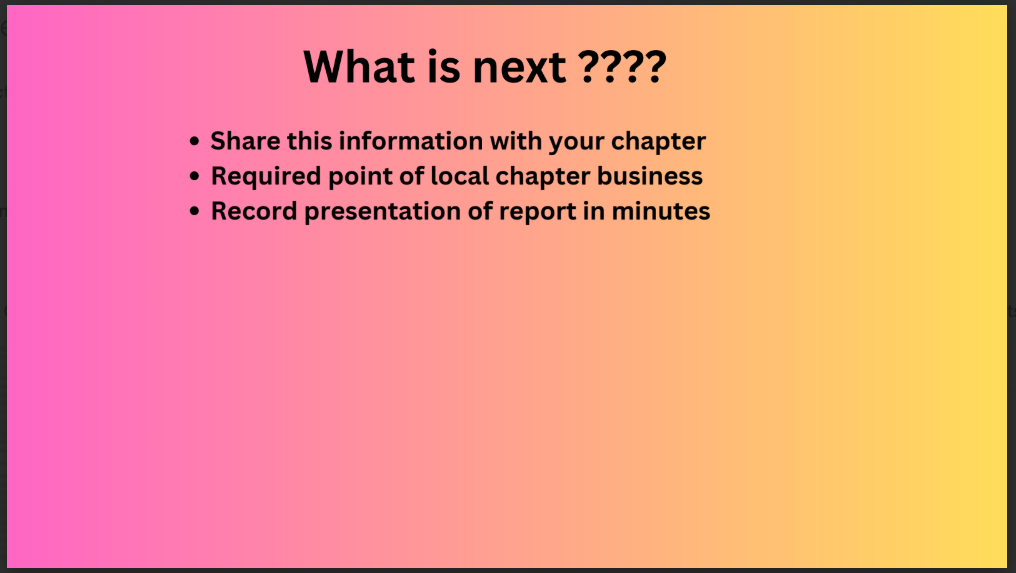 What is next ????
• Share this information with your chapter
• Required point of local chapter business
• Record presentation of report in minutes